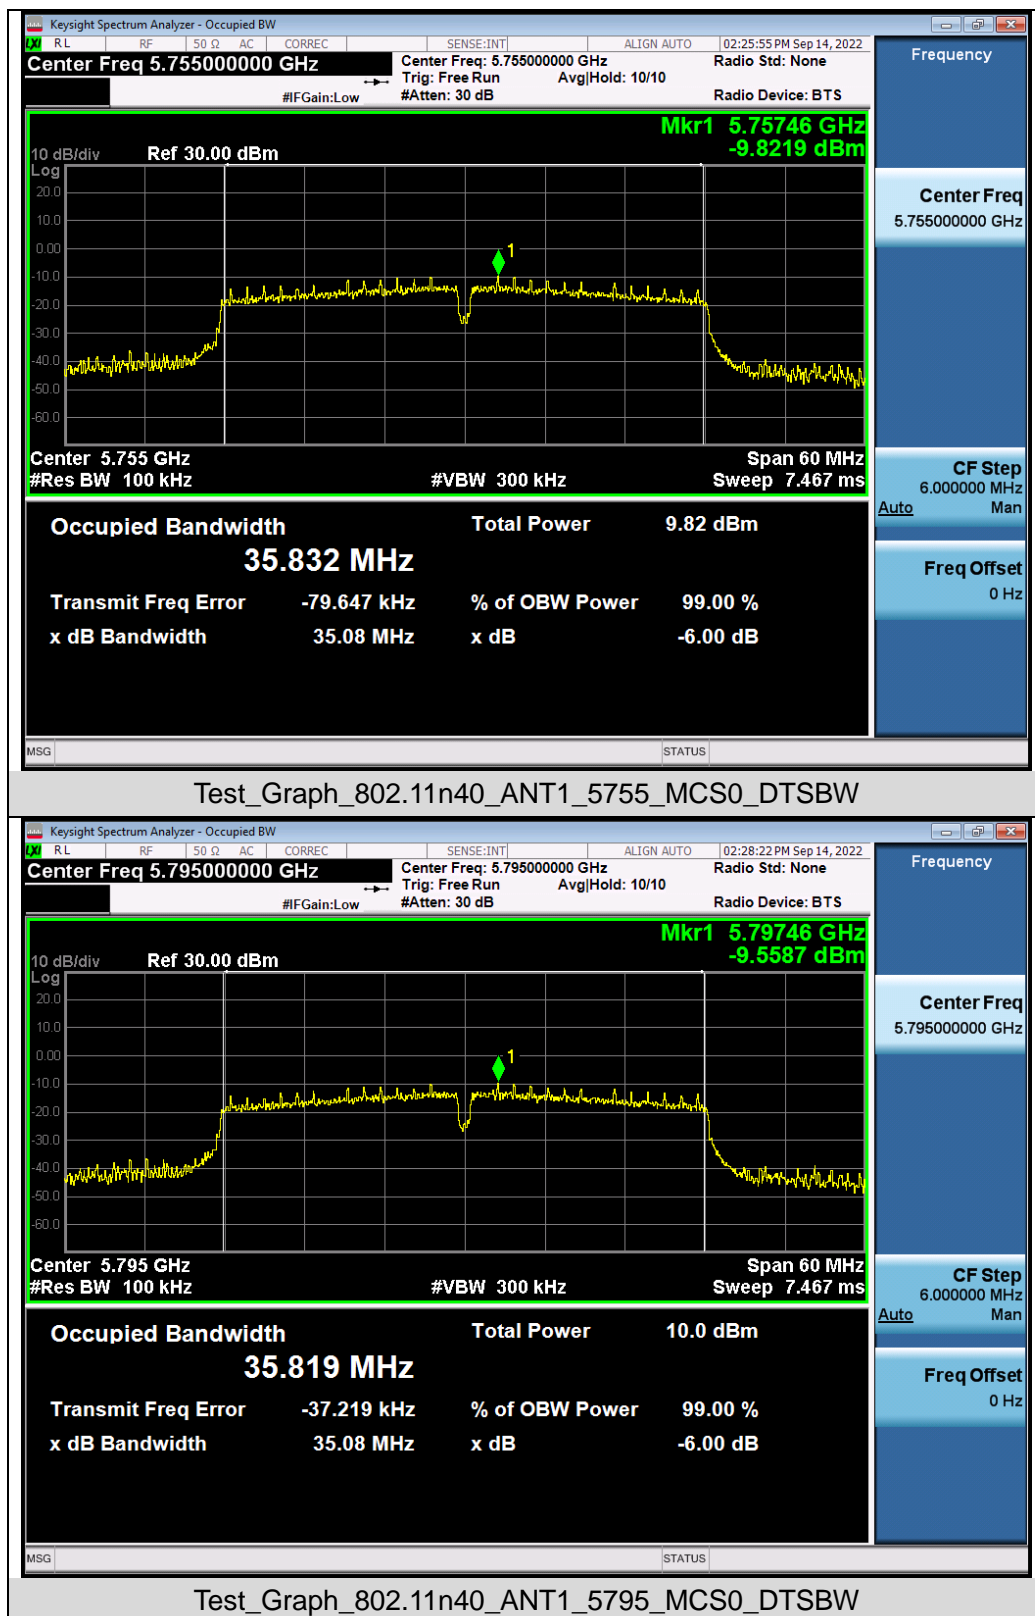 Keysight Spectrum Analyzer - Occupied BW
LXI RL RF 50 Ω AC CORREC SENSE:INT ALIGN AUTO 02:25:55 PM Sep 14, 2022
Center Freq 5.755000000 GHz Center Freq: 5.755000000 GHz Radio Std: None
Trig: Free Run Avg|Hold: 10/10
#IFGain:Low #Atten: 30 dB Radio Device: BTS
Frequency
Mkr1 5.75746 GHz
-9.8219 dBm
10 dB/div Ref 30.00 dBm
Log
20.0
10.0
0.00
-10.0
-20.0
-30.0
-40.0
-50.0
-60.0
1
Center Freq
5.755000000 GHz
Center 5.755 GHz Span 60 MHz
#Res BW 100 kHz #VBW 300 kHz Sweep 7.467 ms
CF Step
6.000000 MHz
Auto Man
Occupied Bandwidth Total Power 9.82 dBm
35.832 MHz
Freq Offset
0 Hz
Transmit Freq Error -79.647 kHz % of OBW Power 99.00 %
x dB Bandwidth 35.08 MHz x dB -6.00 dB
MSG STATUS
Test_Graph_802.11n40_ANT1_5755_MCS0_DTSBW
Keysight Spectrum Analyzer - Occupied BW
LXI RL RF 50 Ω AC CORREC SENSE:INT ALIGN AUTO 02:28:22 PM Sep 14, 2022
Center Freq 5.795000000 GHz Center Freq: 5.795000000 GHz Radio Std: None
Trig: Free Run Avg|Hold: 10/10
#IFGain:Low #Atten: 30 dB Radio Device: BTS
Frequency
Mkr1 5.79746 GHz
-9.5587 dBm
10 dB/div Ref 30.00 dBm
Log
20.0
10.0
0.00
-10.0
-20.0
-30.0
-40.0
-50.0
-60.0
1
Center Freq
5.795000000 GHz
Center 5.795 GHz Span 60 MHz
#Res BW 100 kHz #VBW 300 kHz Sweep 7.467 ms
CF Step
6.000000 MHz
Auto Man
Occupied Bandwidth Total Power 10.0 dBm
35.819 MHz
Freq Offset
0 Hz
Transmit Freq Error -37.219 kHz % of OBW Power 99.00 %
x dB Bandwidth 35.08 MHz x dB -6.00 dB
MSG STATUS
Test_Graph_802.11n40_ANT1_5795_MCS0_DTSBW